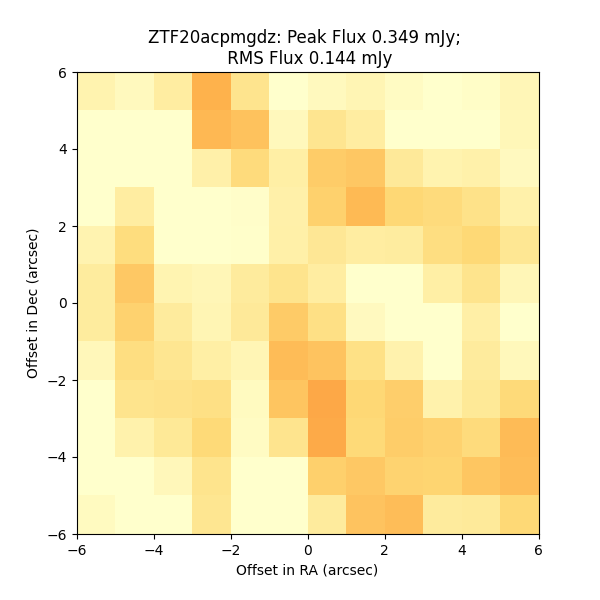 ZTF20acpmgdz: Peak Flux 0.349 mJy;
RMS Flux 0.144 mJy
6
4
2
0
−2
−4
−6
Offset in Dec (arcsec)
−6 −4 −2 0 2 4 6
Offset in RA (arcsec)